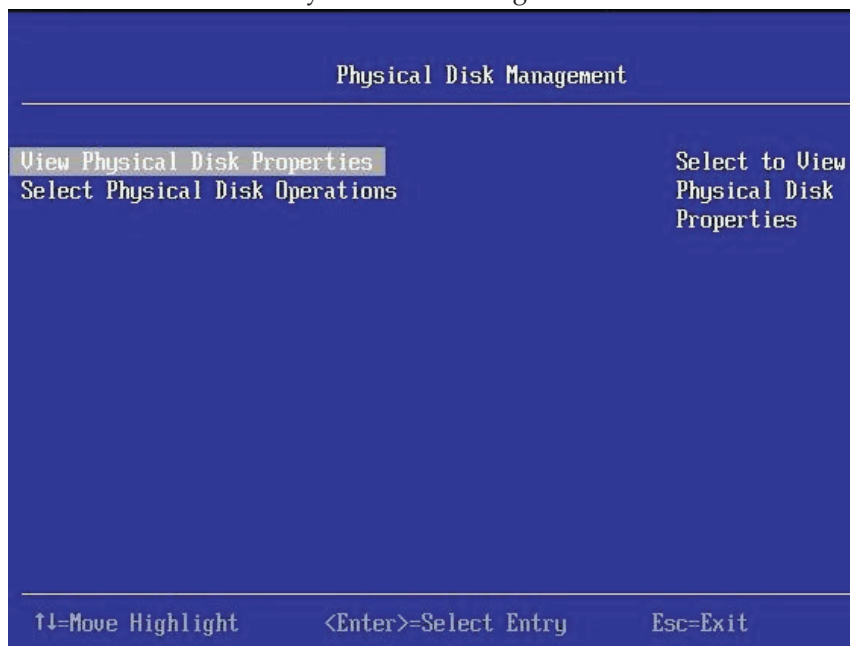 Physical Disk Management
View Physical Disk Properties
Select Physical Disk Operations
Select to View
Physical Disk
Properties
↑↓=Move Highlight <Enter>=Select Entry Esc=Exit